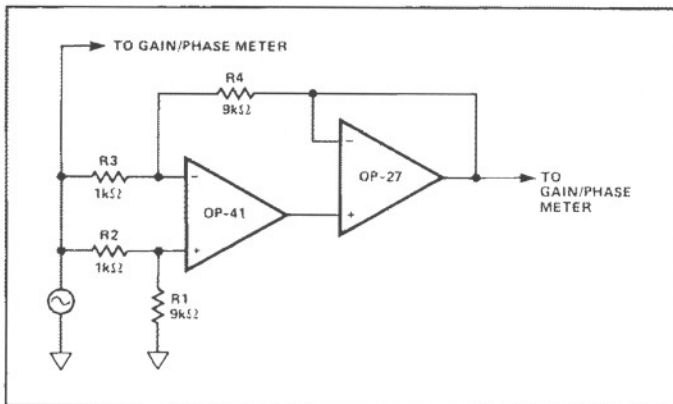 TO GAIN/PHASE METER
R4
9kΩ
R3
1kΩ
-
OP-41
+
-
OP-27
+
TO
GAIN/PHASE
METER
R2
1kΩ
R1
9kΩ